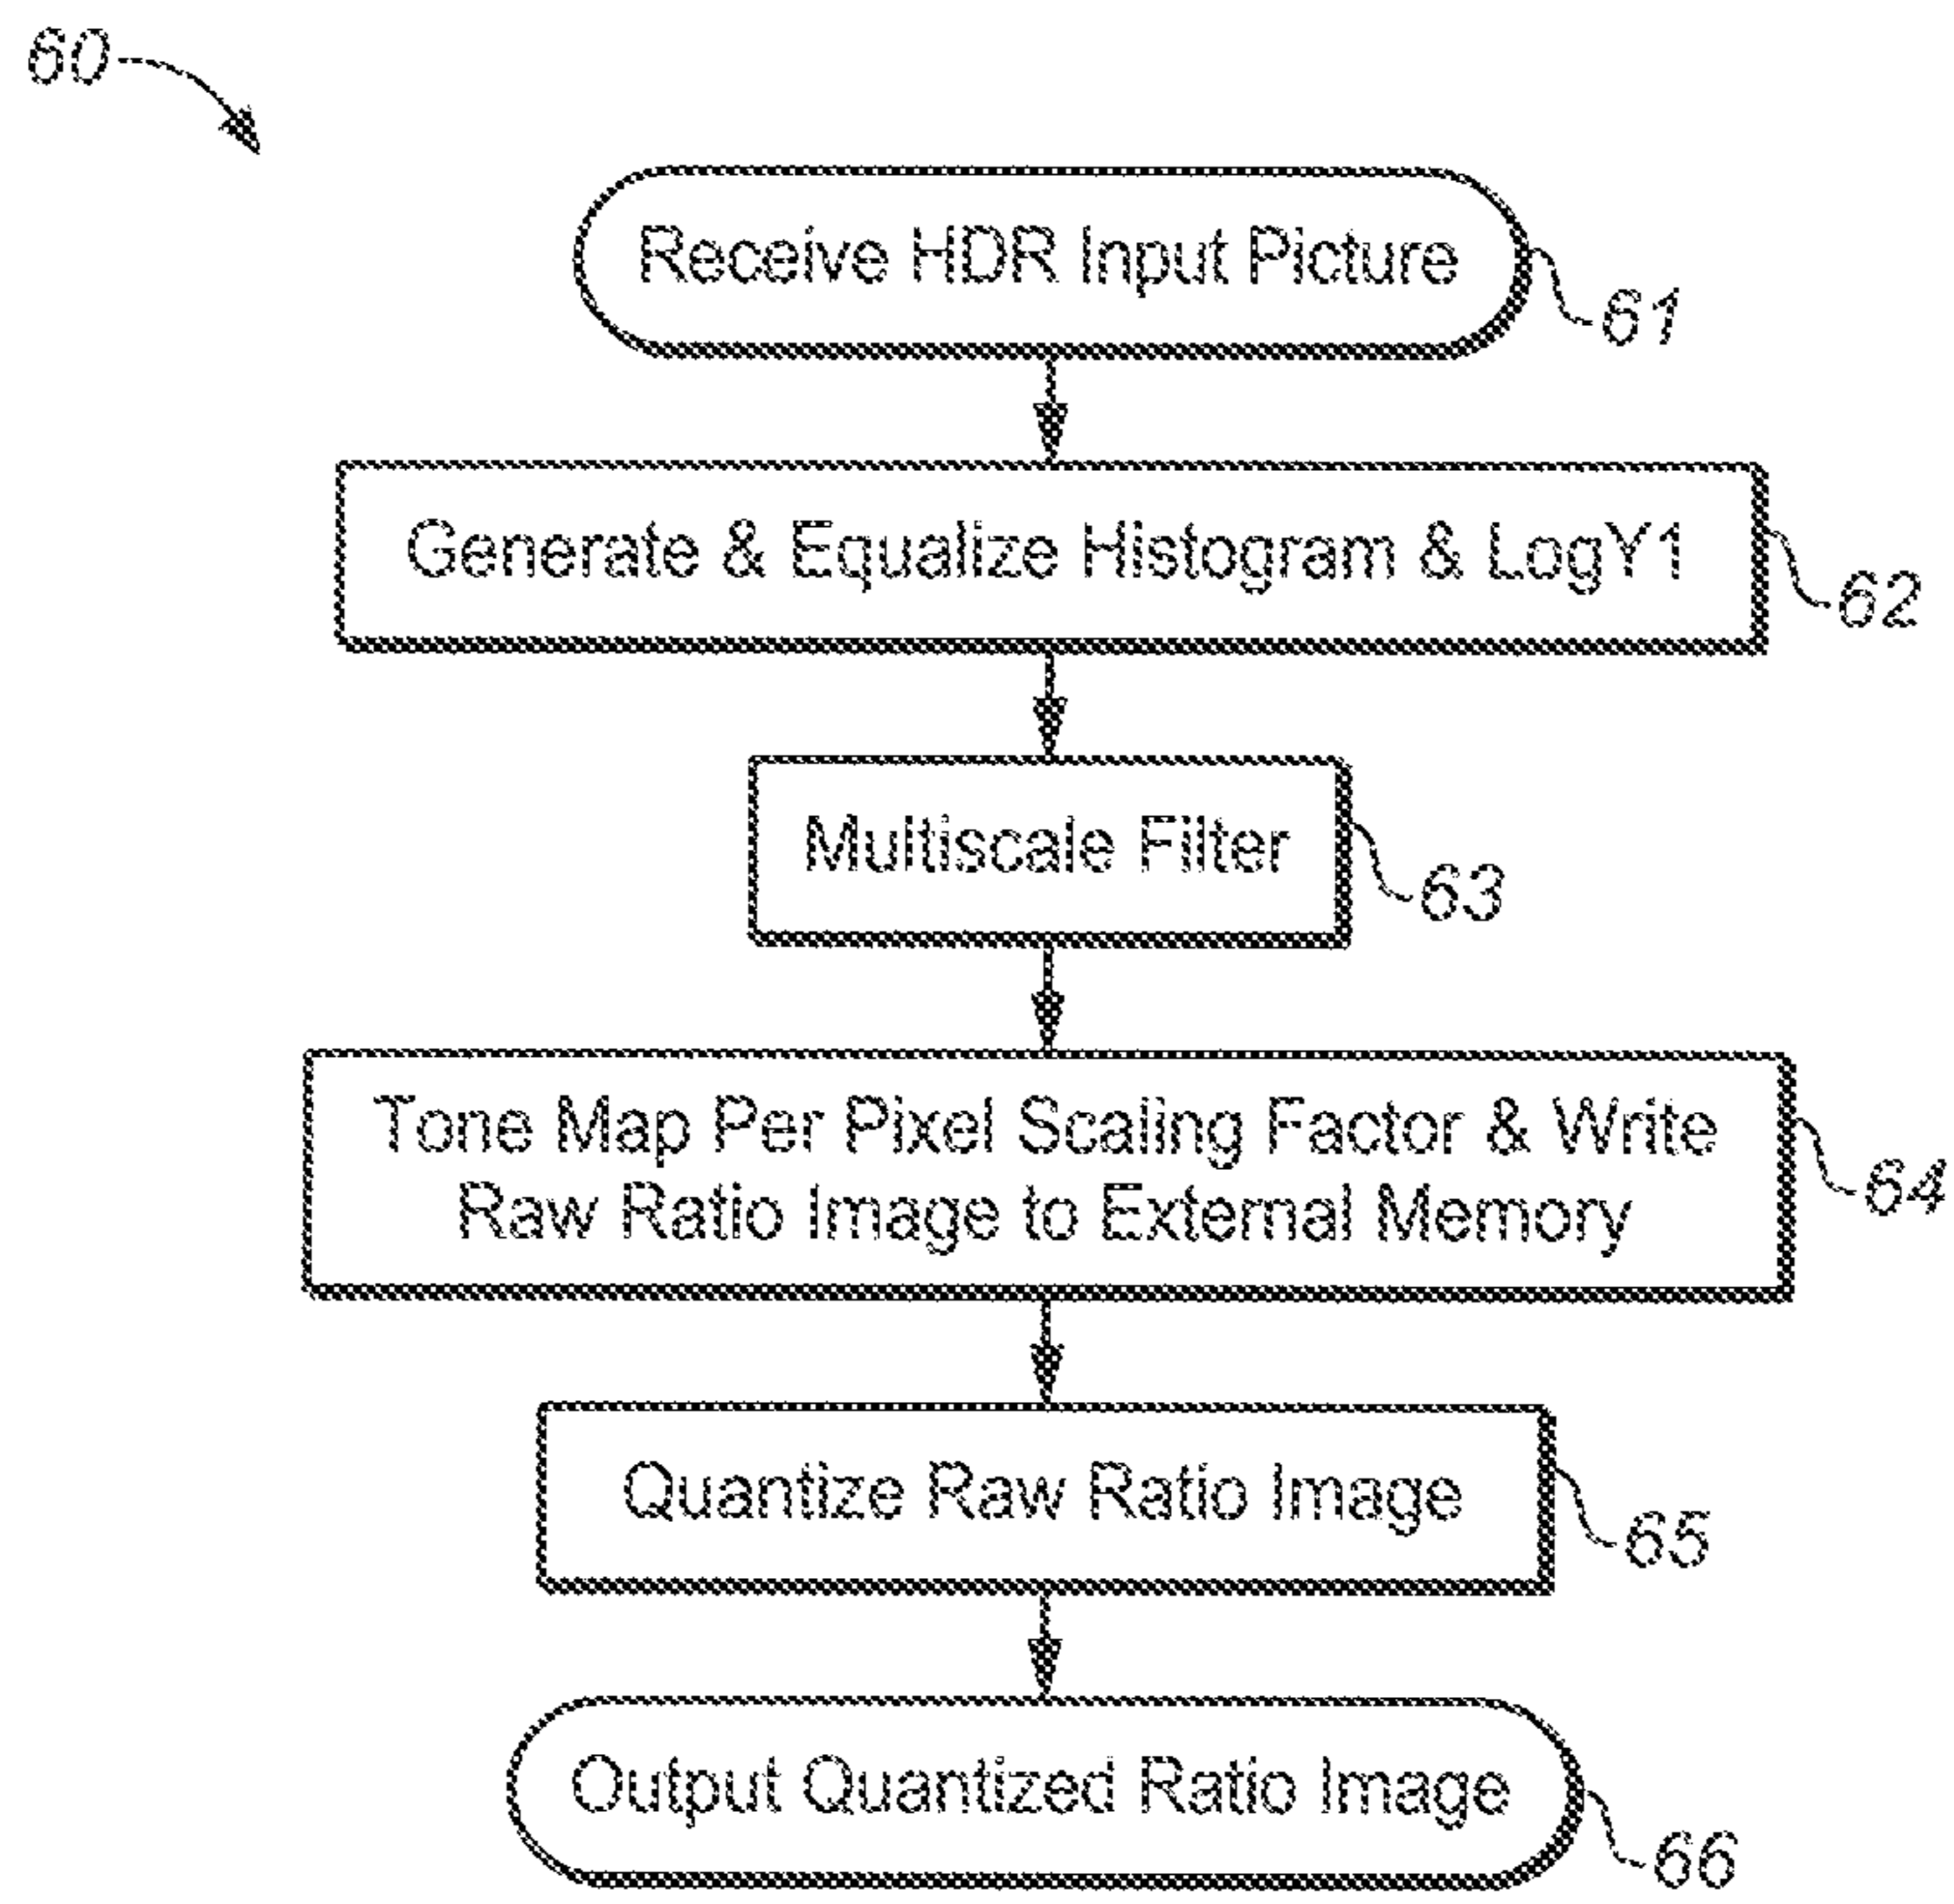 60
Receive HDR Input Picture
61
Generate & Equalize Histogram & LogY1
62
Multiscale Filter
63
Tone Map Per Pixel Scaling Factor & Write
Raw Ratio Image to External Memory
64
Quantize Raw Ratio Image
65
Output Quantized Ratio Image
66